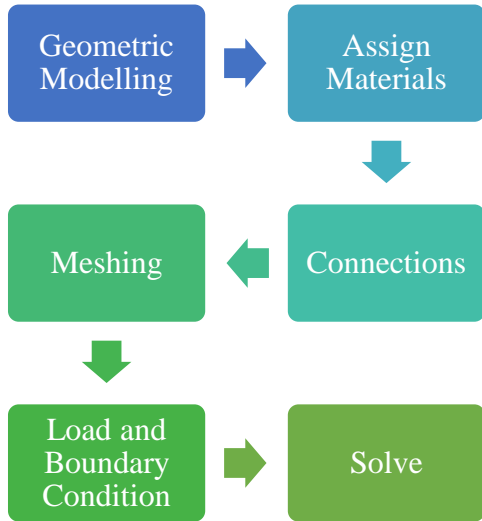 Geometric
Modelling
Assign
Materials
Connections
Meshing
Load and
Boundary
Condition
Solve